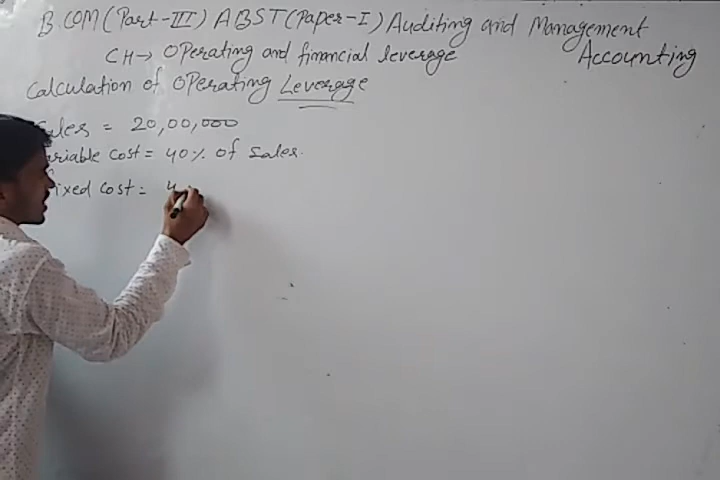 B COM (Part-III) ABST (Paper-I) Auditing and Management Accounting
CH→ Operating and financial leverage
Calculation of Operating Leverage
Sales = 20,00,000
variable cost = 40% of sales.
Fixed cost = 4